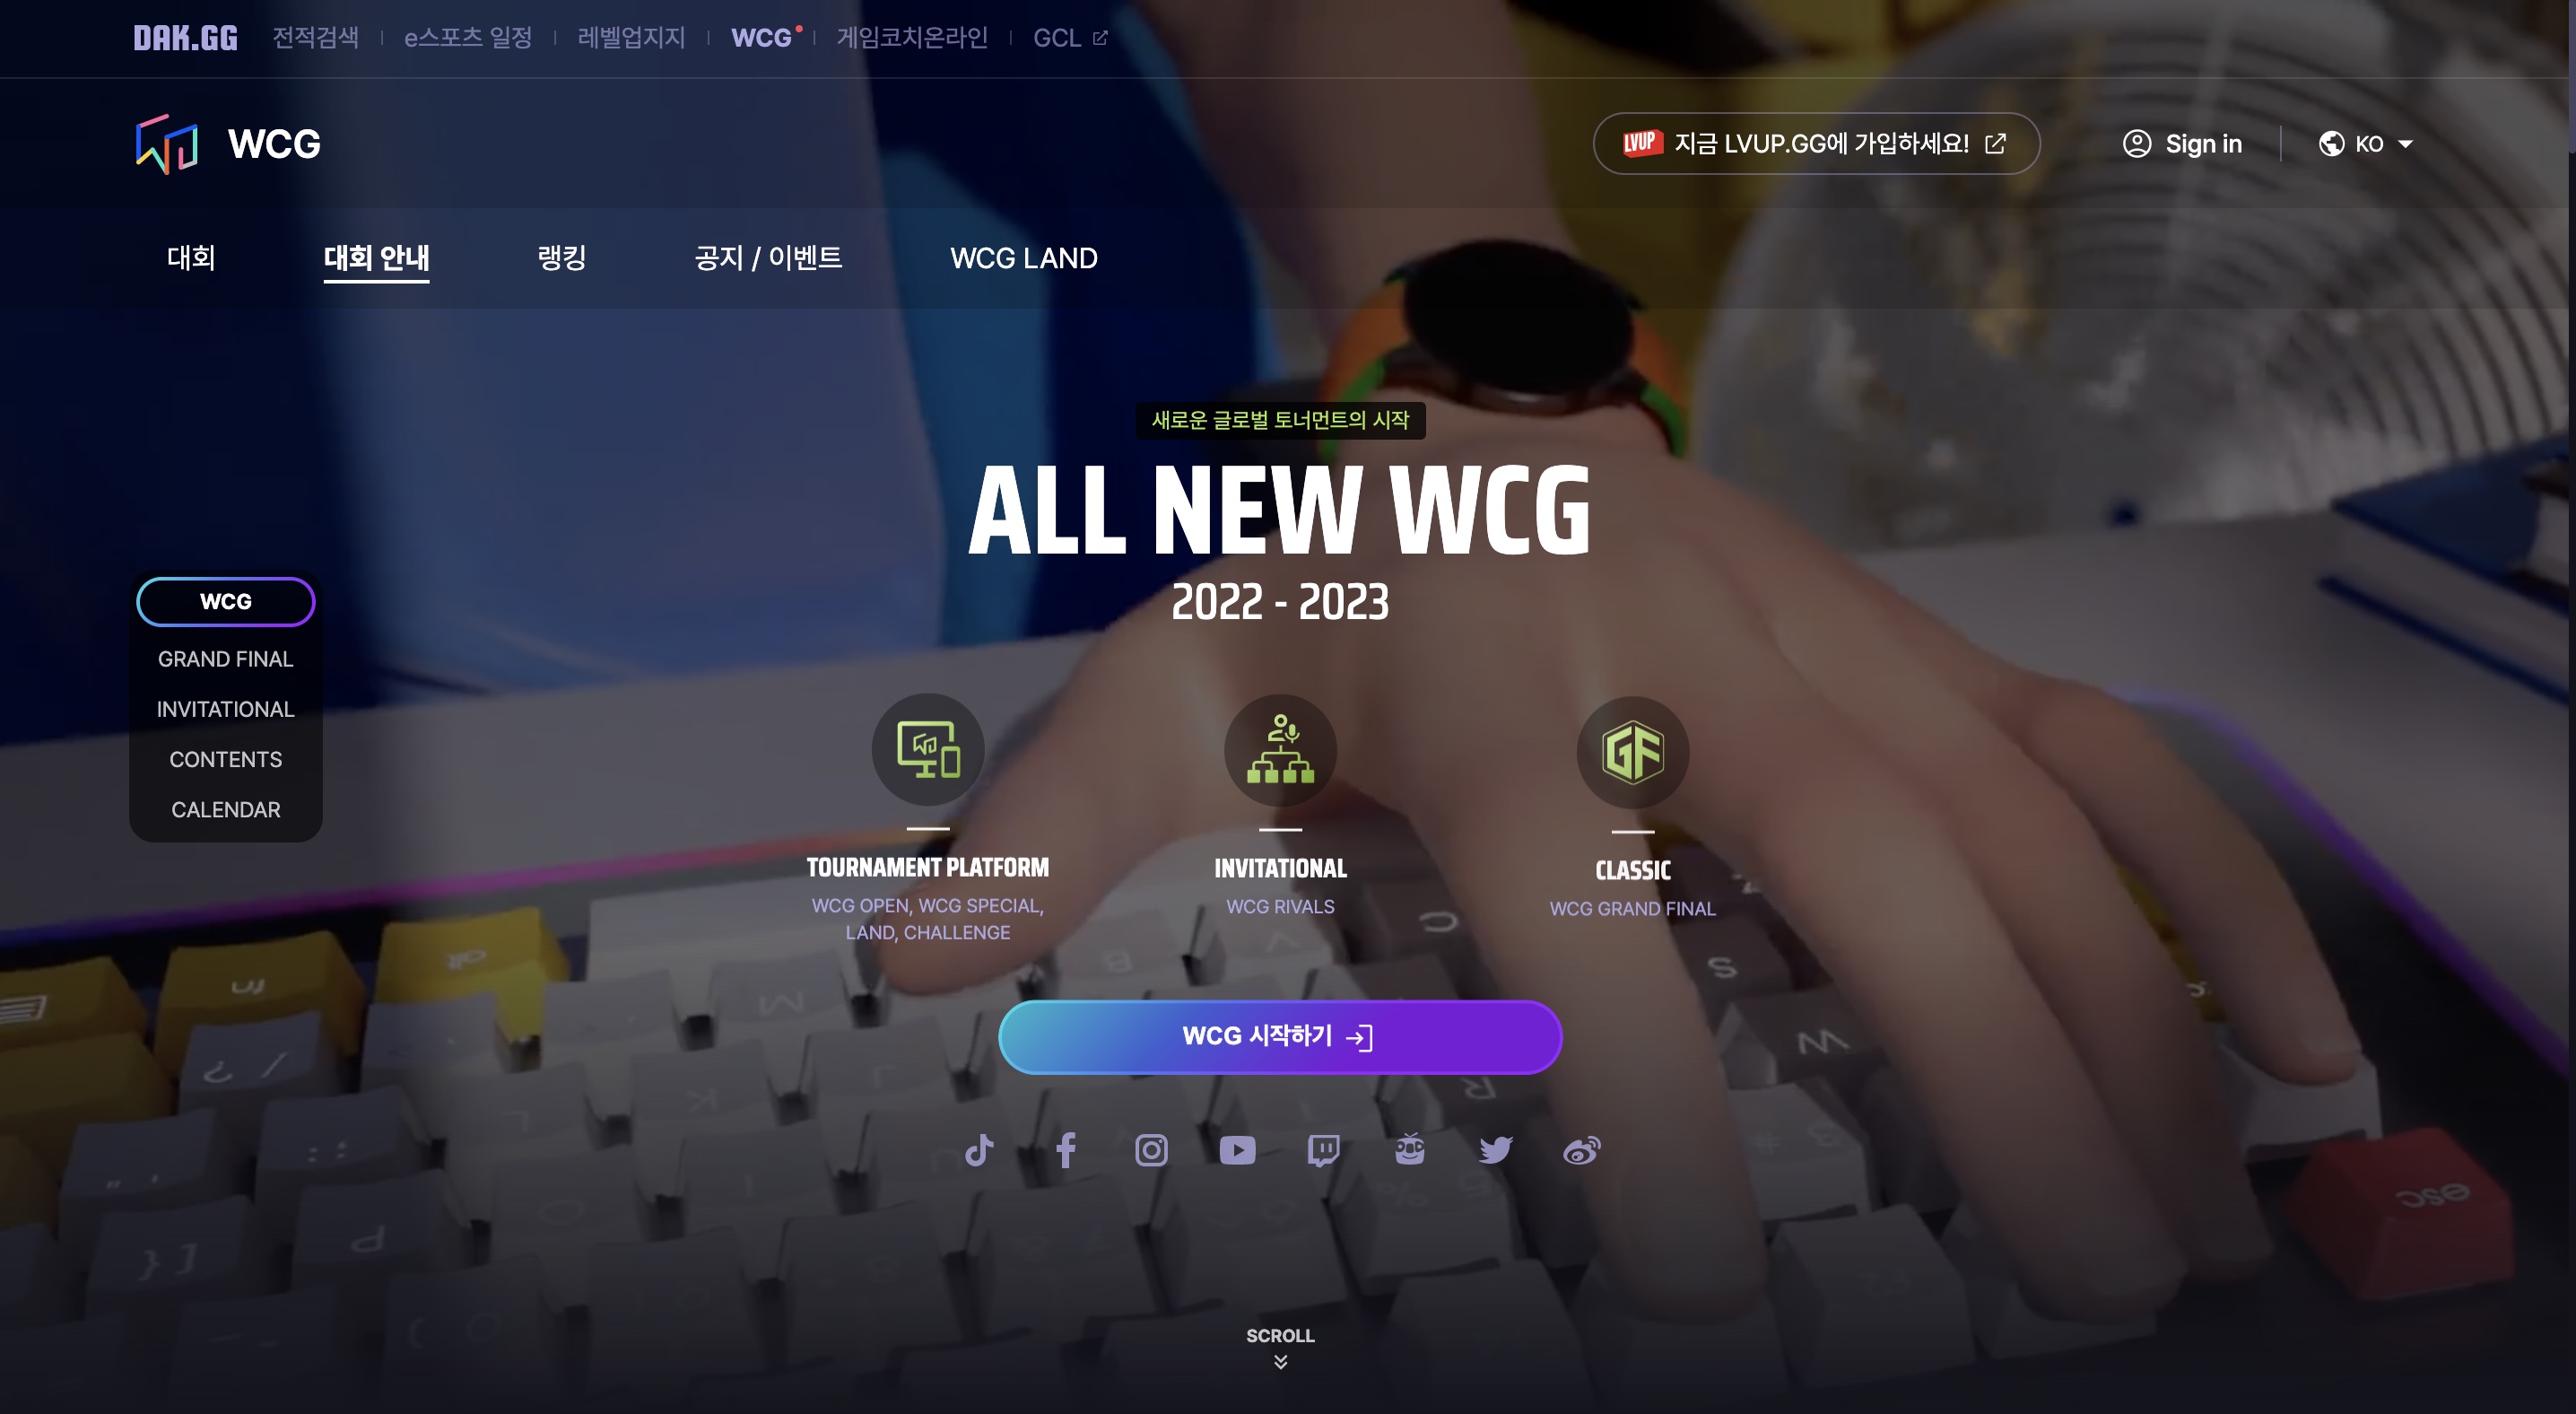 DAK.GG 전적검색 e스포츠 일정 레벨업지지 WCG 게임코치온라인 GCL
WCG
LVUP 지금 LVUP.GG에 가입하세요! Sign in KO
대회 대회 안내 랭킹 공지 / 이벤트 WCG LAND
새로운 글로벌 토너먼트의 시작
ALL NEW WCG
2022 - 2023
WCG
GRAND FINAL
INVITATIONAL
CONTENTS
CALENDAR
GF
TOURNAMENT PLATFORM
WCG OPEN, WCG SPECIAL,
LAND, CHALLENGE
INVITATIONAL
WCG RIVALS
CLASSIC
WCG GRAND FINAL
WCG 시작하기
esc
SCROLL